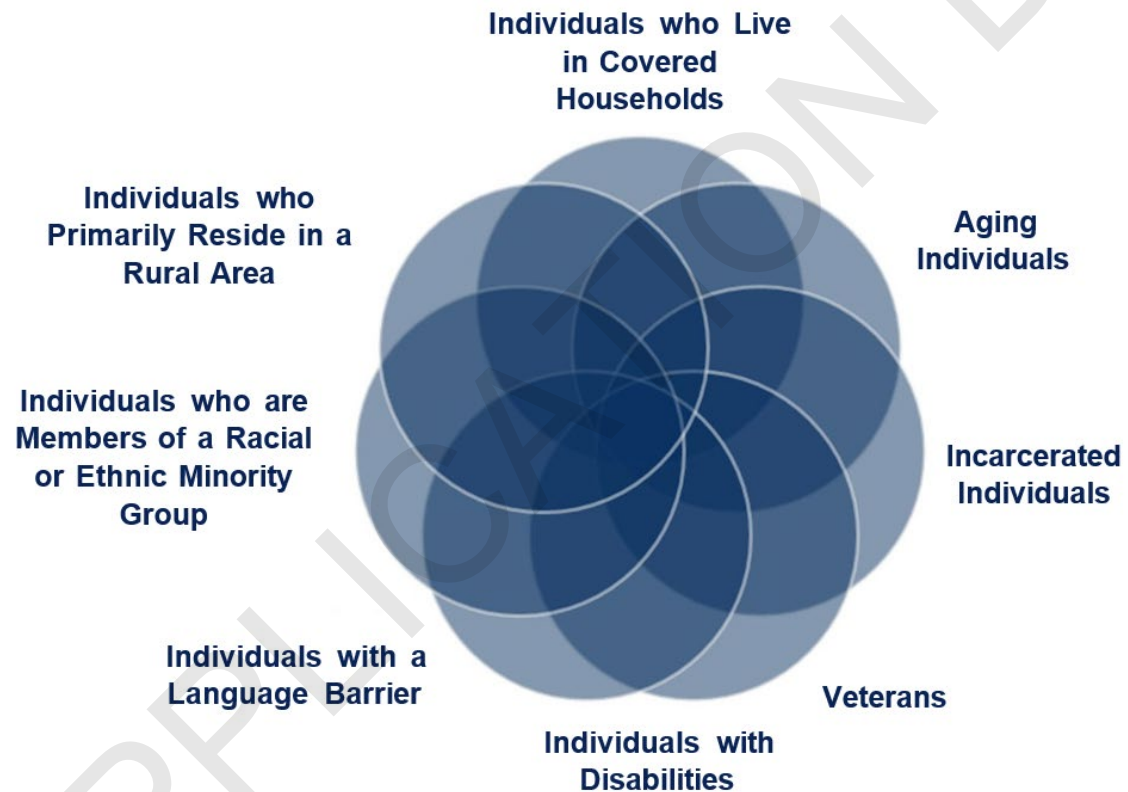 Individuals who Live
in Covered
Households
Individuals who
Primarily Reside in a
Rural Area
Aging
Individuals
Individuals who are
Members of a Racial
or Ethnic Minority
Group
Incarcerated
Individuals
Individuals with a
Language Barrier
Veterans
Individuals with
Disabilities